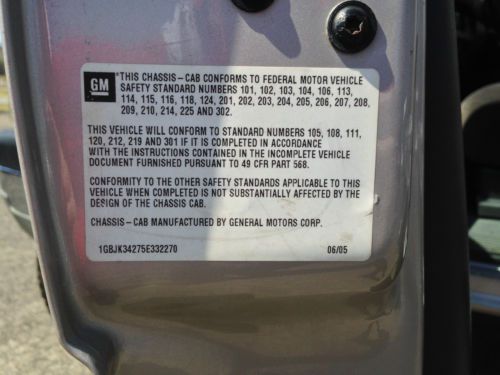 GM
THIS CHASSIS-CAB CONFORMS TO FEDERAL MOTOR VEHICLE
SAFETY STANDARD NUMBERS 101, 102, 103, 104, 106, 113,
114, 115, 116, 118, 124, 201, 202, 203, 204, 205, 206, 207, 208,
209, 210, 214, 225 AND 302.
THIS VEHICLE WILL CONFORM TO STANDARD NUMBERS 105, 108, 111,
120, 212, 219 AND 301 IF IT IS COMPLETED IN ACCORDANCE
WITH THE INSTRUCTIONS CONTAINED IN THE INCOMPLETE VEHICLE
DOCUMENT FURNISHED PURSUANT TO 49 CFR PART 568.
CONFORMITY TO THE OTHER SAFETY STANDARDS APPLICABLE TO THIS
VEHICLE WHEN COMPLETED IS NOT SUBSTANTIALLY AFFECTED BY THE
DESIGN OF THE CHASSIS CAB.
CHASSIS-CAB MANUFACTURED BY GENERAL MOTORS CORP.
1GBJK34275E332270 06/05